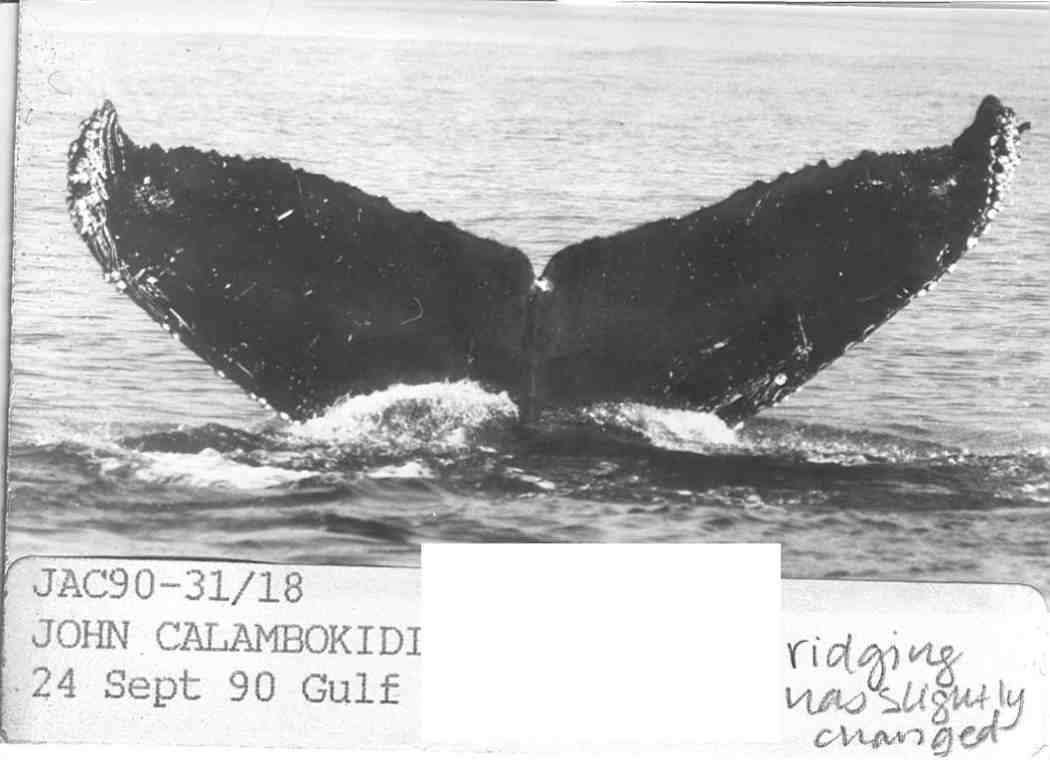 JAC90-31/18
JOHN CALAMBOKIDI
24 Sept 90 Gulf
ridging
has slightly
changed